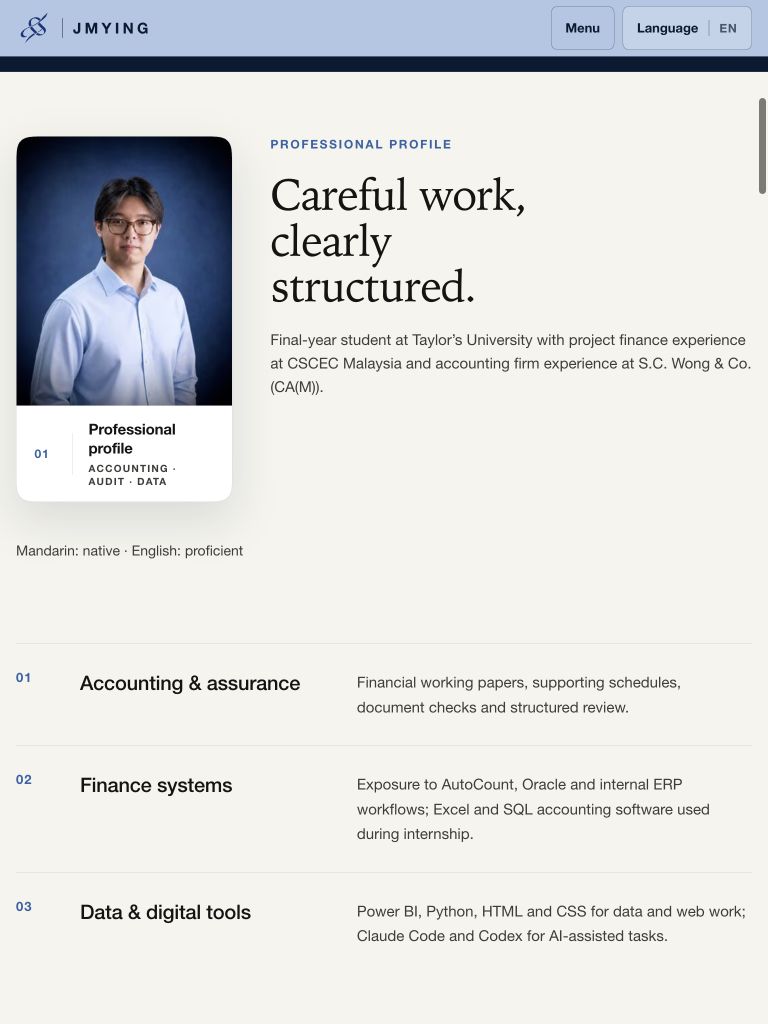 JMYING
Menu
Language
EN
PROFESSIONAL PROFILE
Careful work,
clearly
structured.
Final-year student at Taylor’s University with project finance experience
at CSCEC Malaysia and accounting firm experience at S.C. Wong & Co.
(CA(M)).
01
Professional
profile
ACCOUNTING ·
AUDIT · DATA
Mandarin: native · English: proficient
01
Accounting & assurance
Financial working papers, supporting schedules,
document checks and structured review.
02
Finance systems
Exposure to AutoCount, Oracle and internal ERP
workflows; Excel and SQL accounting software used
during internship.
03
Data & digital tools
Power BI, Python, HTML and CSS for data and web work;
Claude Code and Codex for AI-assisted tasks.